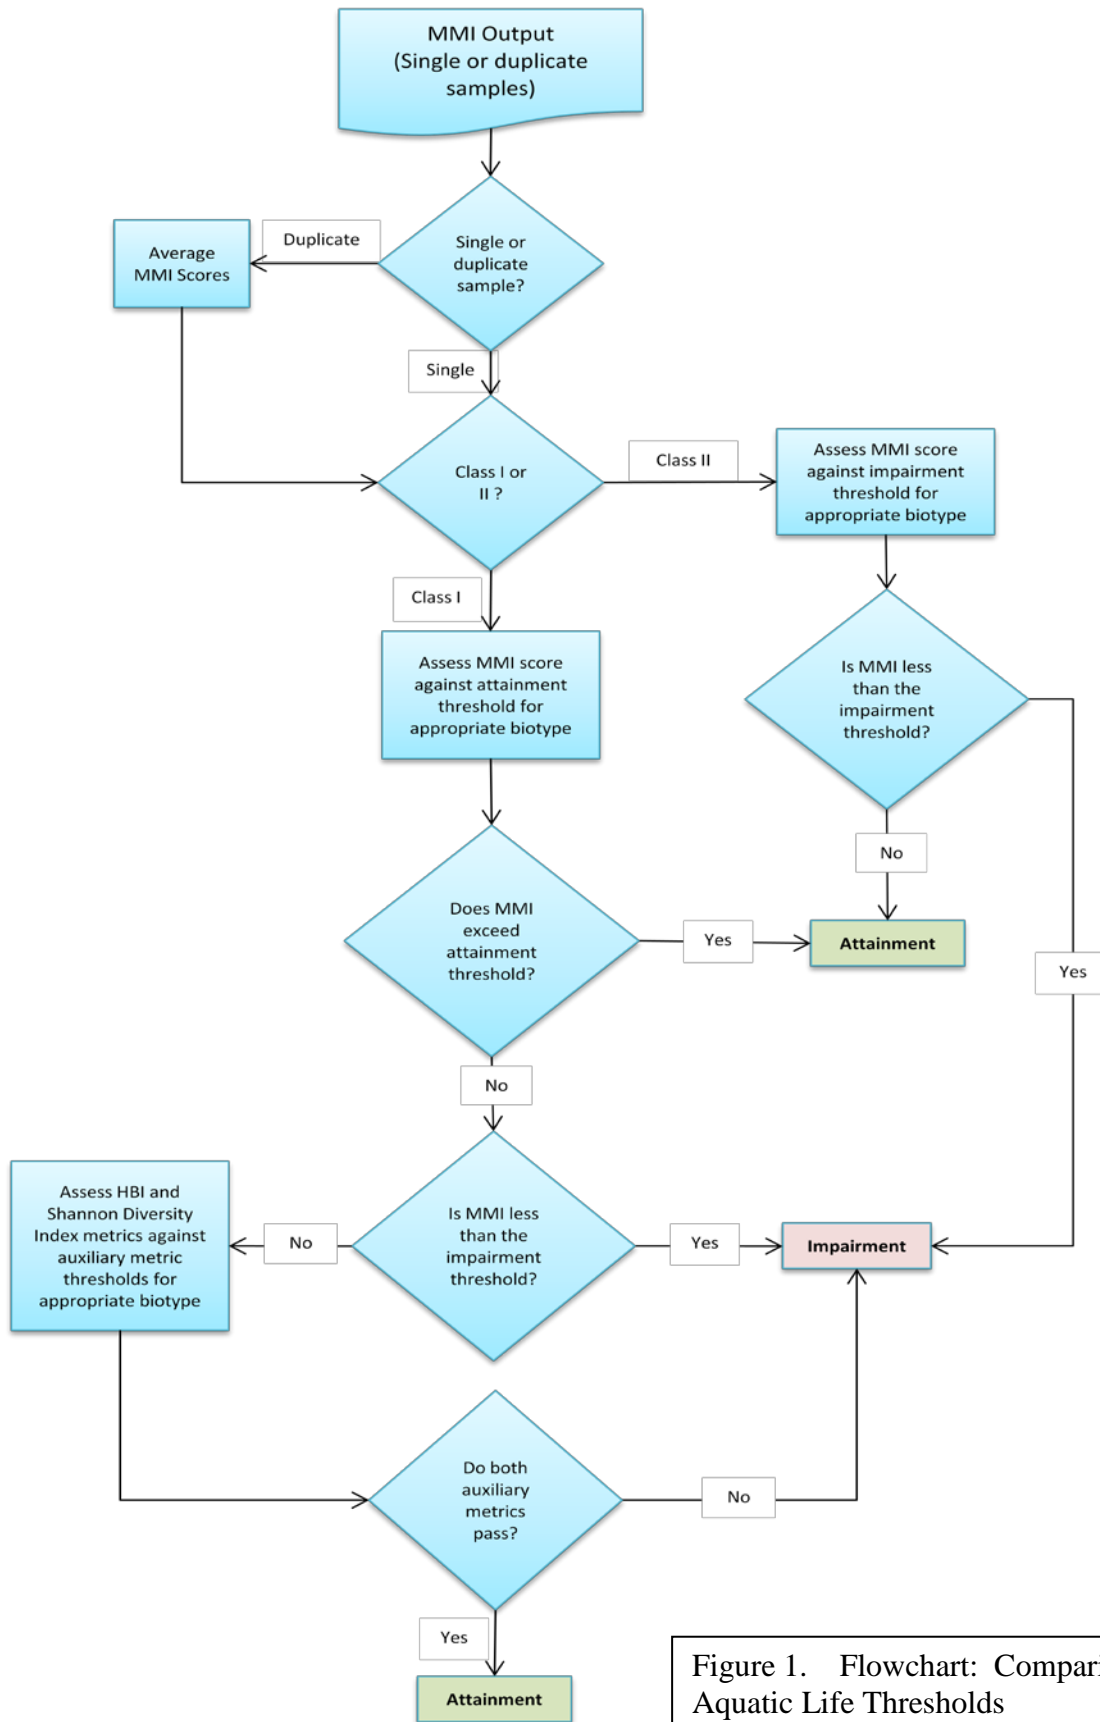 MMI Output
(Single or duplicate
samples)
Single or
duplicate
sample?
Duplicate
Average
MMI Scores
Single
Class I or
II ?
Class II
Assess MMI score
against impairment
threshold for
appropriate biotype
Class I
Assess MMI score
against attainment
threshold for
appropriate biotype
Is MMI less
than the
impairment
threshold?
No
Does MMI
exceed
attainment
threshold?
Yes
Attainment
Yes
No
Is MMI less
than the
impairment
threshold?
Yes
Impairment
No
Assess HBI and
Shannon Diversity
Index metrics against
auxiliary metric
thresholds for
appropriate biotype
Do both
auxiliary
metrics
pass?
No
Yes
Attainment
Figure 1. Flowchart: Compari
Aquatic Life Thresholds